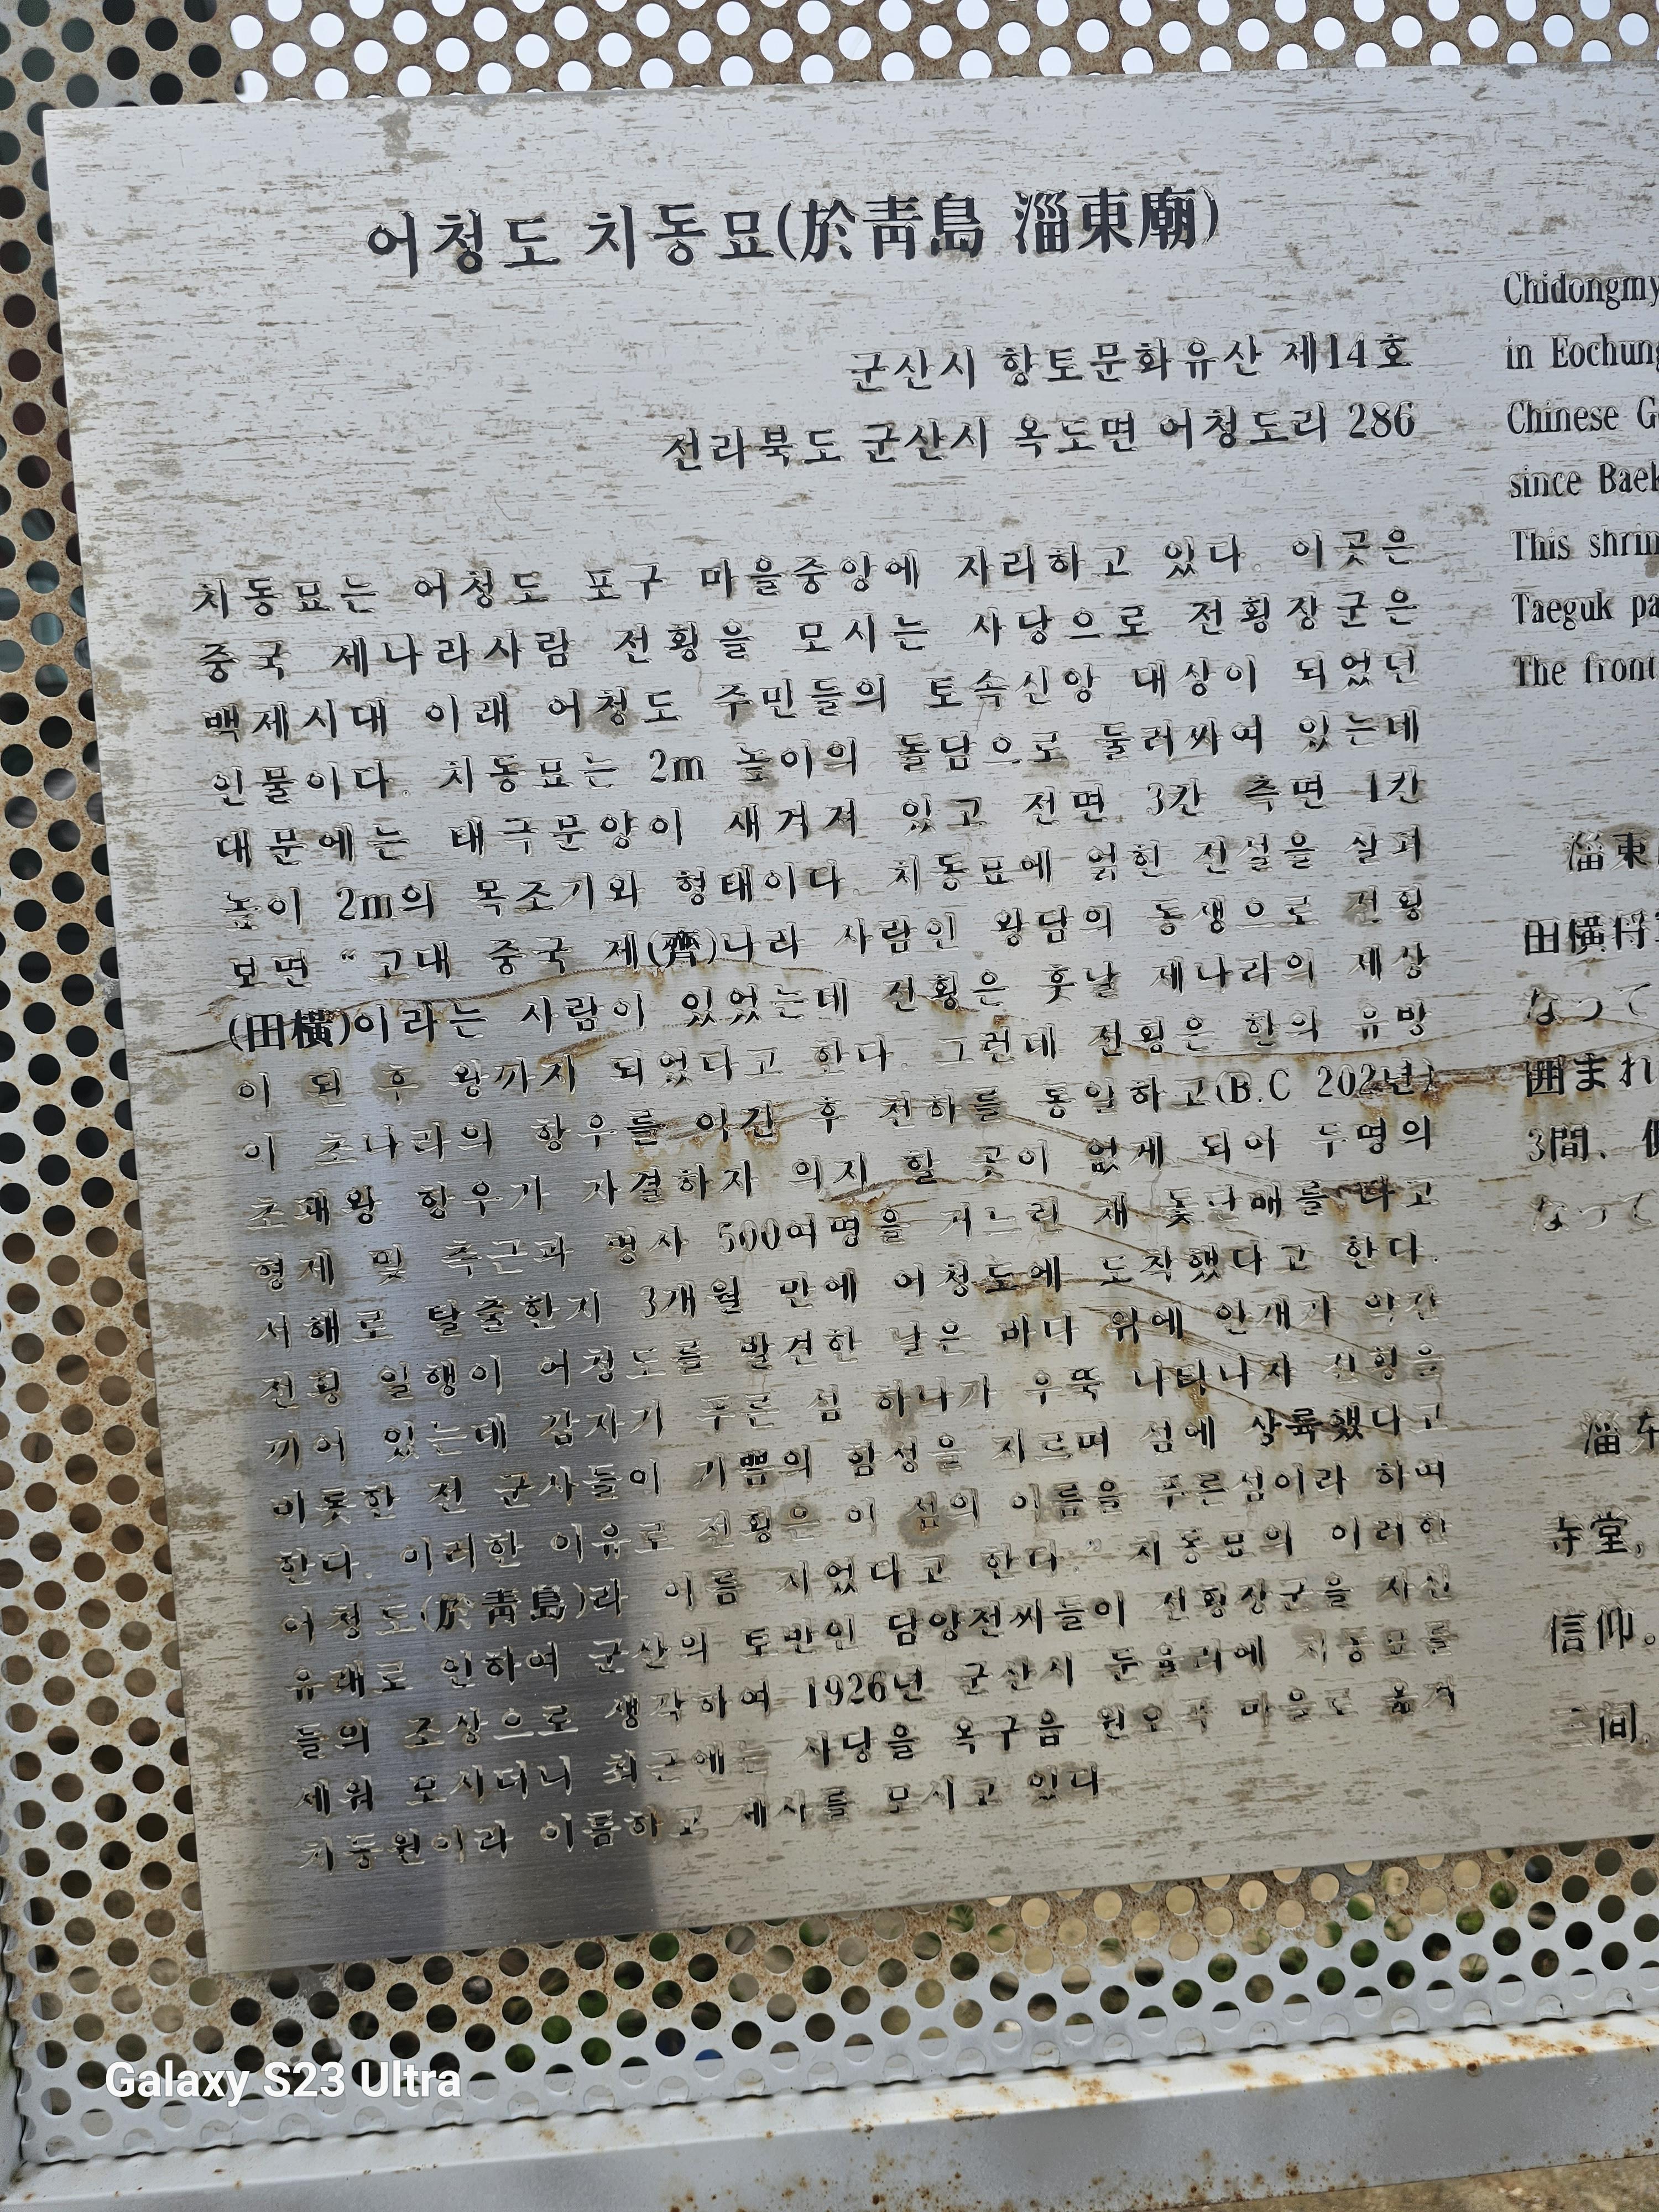 어청도 치동묘(於靑島 淄東廟)
군산시 향토문화유산 제14호
전라북도 군산시 옥도면 어청도리 286
치동묘는 어청도 포구 마을중앙에 자리하고 있다. 이곳은
중국 제나라사람 전횡을 모시는 사당으로 전횡장군은
백제시대 이래 어청도 주민들의 토속신앙 대상이 되었던
인물이다. 치동묘는 2m 높이의 돌담으로 둘러싸여 있는데
대문에는 태극문양이 새겨져 있고 전면 3칸 측면 1칸
높이 2m의 목조기와 형태이다. 치동묘에 얽힌 전설을 살펴
보면 “고대 중국 제(齊)나라 사람인 왕담의 동생으로 전횡
(田橫)이라는 사람이 있었는데 전횡은 훗날 제나라의 재상
이 된 후 왕까지 되었다고 한다. 그런데 전횡은 한의 유방
이 초나라의 항우를 이긴 후 천하를 통일하고(B.C 202년)
초패왕 항우가 자결하자 의지 할 곳이 없게 되어 두명의
형제 및 측근과 병사 500여명을 거느린 채 돛단배를 타고
서해로 탈출한지 3개월 만에 어청도에 도착했다고 한다.
전횡 일행이 어청도를 발견한 날은 바다 위에 안개가 약간
끼어 있는데 갑자기 푸른 섬 하나가 우뚝 나타나자 전횡을
비롯한 전 군사들이 기쁨의 함성을 지르며 섬에 상륙했다고
한다. 이러한 이유로 전횡은 이 섬의 이름을 푸른섬이라 하여
어청도(於靑島)라 이름 지었다고 한다.” 치동묘의 이러한
유래로 인하여 군산의 토반인 담양전씨들이 전횡장군을 자신
들의 조상으로 생각하여 1926년 군산시 둔율리에 치동묘를
세워 모시더니 최근에는 사당을 옥구읍 마을로 옮겨
치동원이라 이름하고 제사를 모시고 있다
Chidongmy
in Eochung
Chinese G
since Baek
This shrin
Taeguk pa
The front
淄東
田橫将
なって
囲まれ
3間、
なって
淄东
寺堂,
信仰。
三间,
Galaxy S23 Ultra